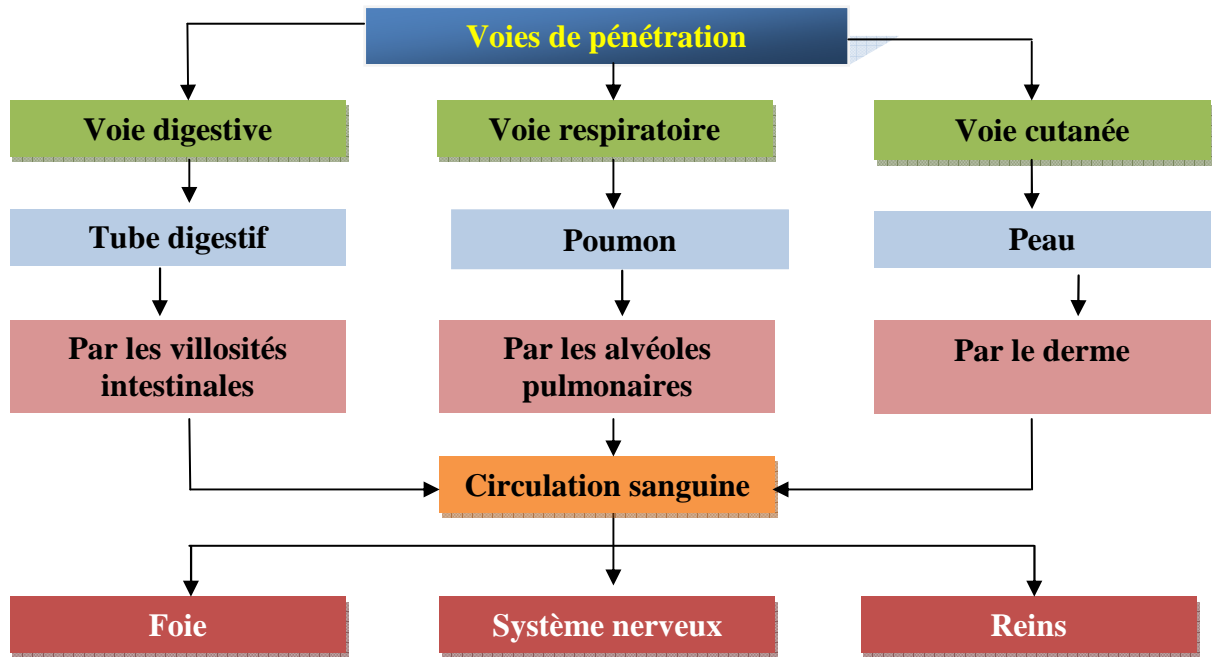 Voies de pénétration
Voie digestive
Voie respiratoire
Voie cutanée
Tube digestif
Poumon
Peau
Par les villosités
intestinales
Par les alvéoles
pulmonaires
Par le derme
Circulation sanguine
Foie
Système nerveux
Reins